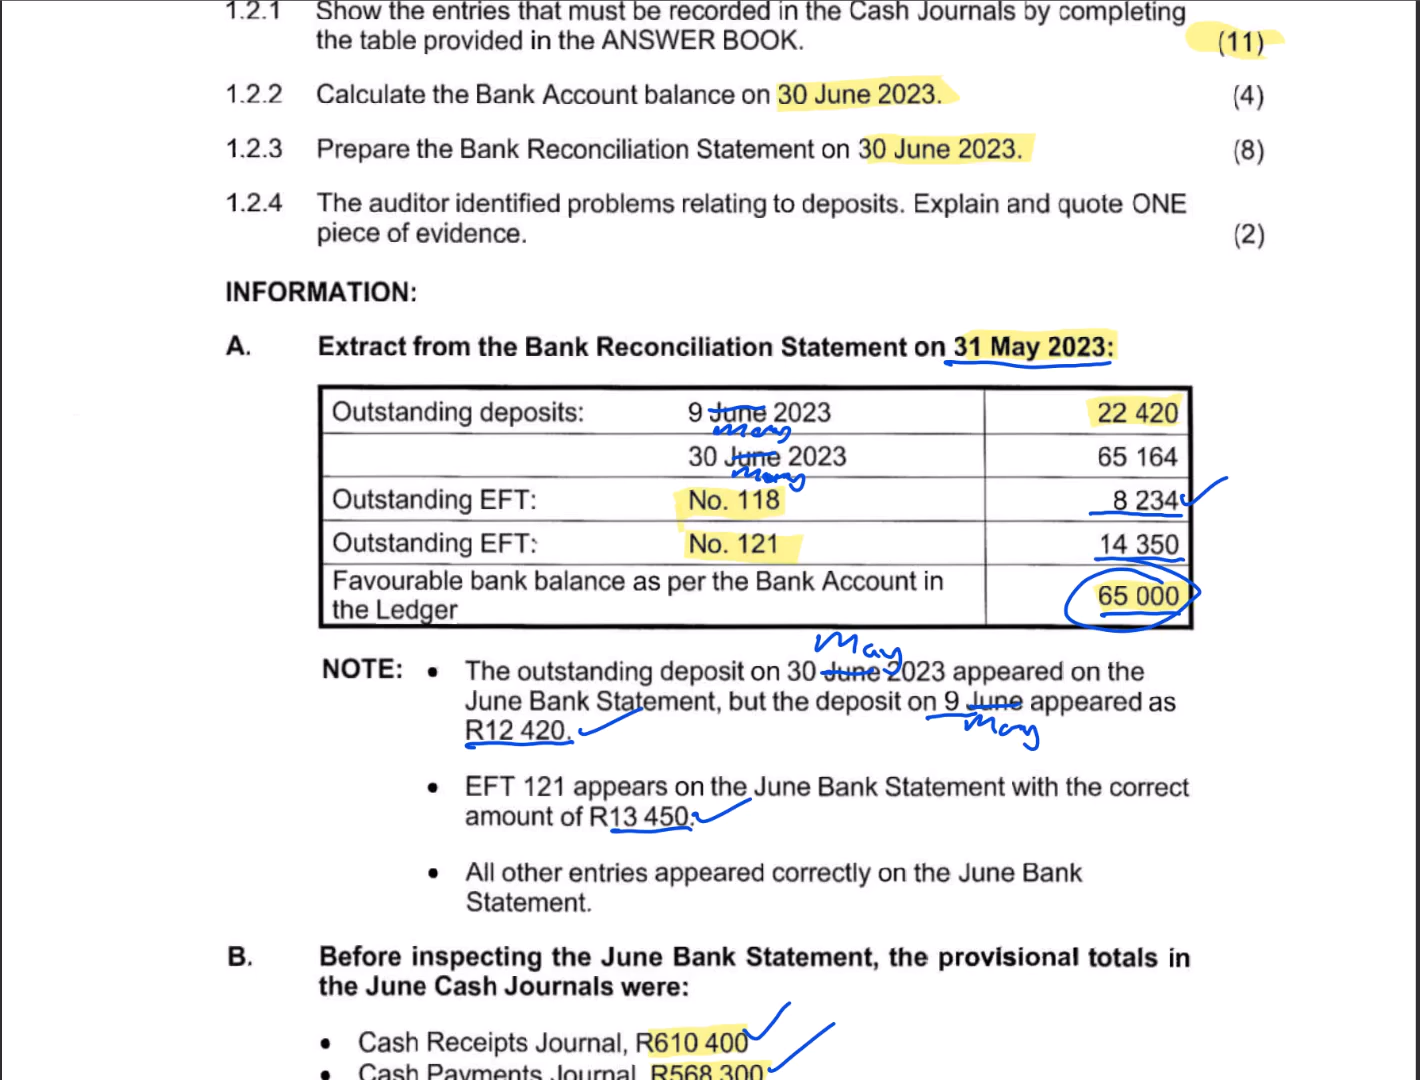 1.2.1 Show the entries that must be recorded in the Cash Journals by completing
the table provided in the ANSWER BOOK. (11)
1.2.2 Calculate the Bank Account balance on 30 June 2023. (4)
1.2.3 Prepare the Bank Reconciliation Statement on 30 June 2023. (8)
1.2.4 The auditor identified problems relating to deposits. Explain and quote ONE
piece of evidence. (2)
INFORMATION:
A. Extract from the Bank Reconciliation Statement on 31 May 2023:
Outstanding deposits: 9 June 2023 22 420
May
30 June 2023 65 164
May
Outstanding EFT: No. 118 8 234
Outstanding EFT: No. 121 14 350
Favourable bank balance as per the Bank Account in
the Ledger 65 000
May
NOTE: • The outstanding deposit on 30 June 2023 appeared on the
June Bank Statement, but the deposit on 9 June appeared as
May
R12 420.
• EFT 121 appears on the June Bank Statement with the correct
amount of R13 450.
• All other entries appeared correctly on the June Bank
Statement.
B. Before inspecting the June Bank Statement, the provisional totals in
the June Cash Journals were:
• Cash Receipts Journal, R610 400
• Cash Payments Journal, R568 300